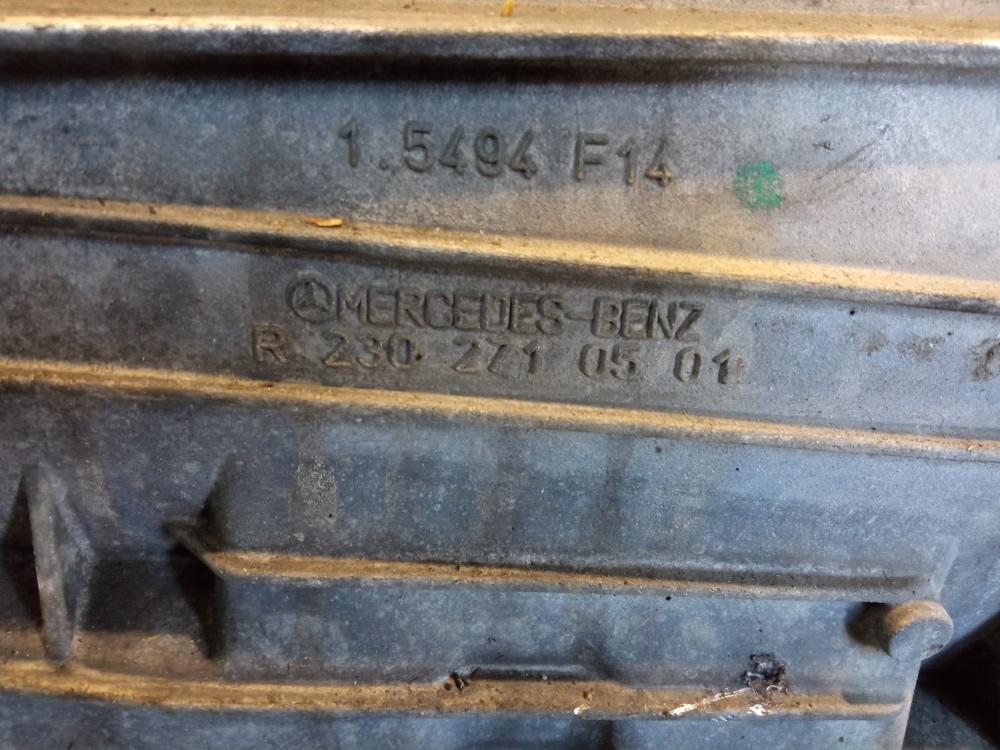 1.5494 F14
MERCEDES-BENZ
R 230 271 05 01